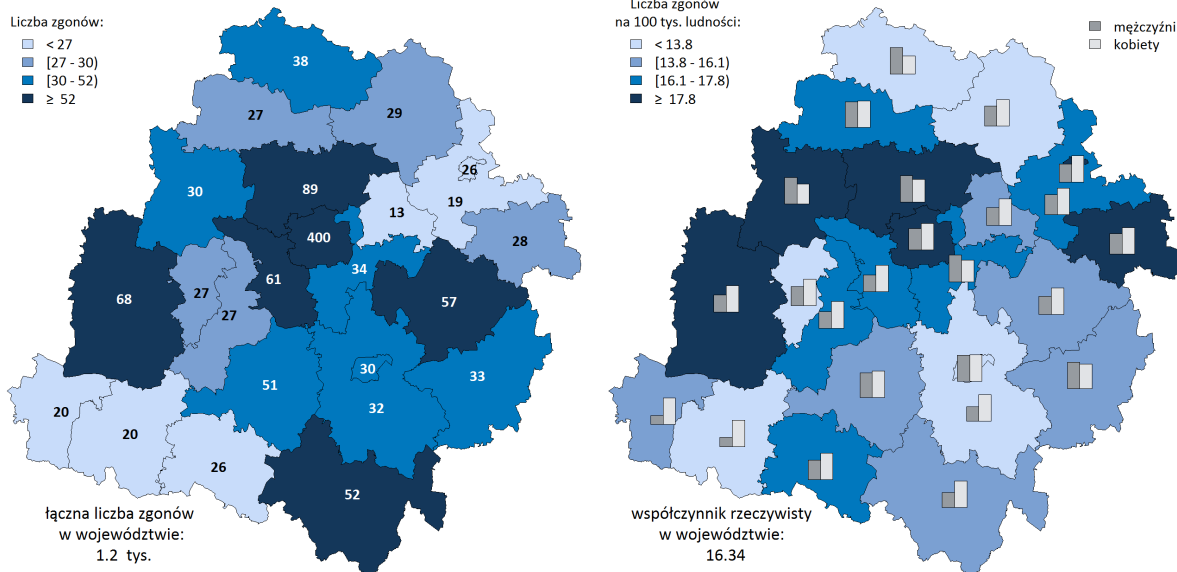 Liczba zgonów:
< 27
[27 - 30)
[30 - 52)
≥ 52
38
27
29
30
89
26
19
13
400
28
34
61
68
27
27
57
51
30
33
32
20
20
26
52
łączna liczba zgonów
w województwie:
1.2 tys.
Liczba zgonów
na 100 tys. ludności:
< 13.8
[13.8 - 16.1)
[16.1 - 17.8)
≥ 17.8
mężczyźni
kobiety
współczynnik rzeczywisty
w województwie:
16.34